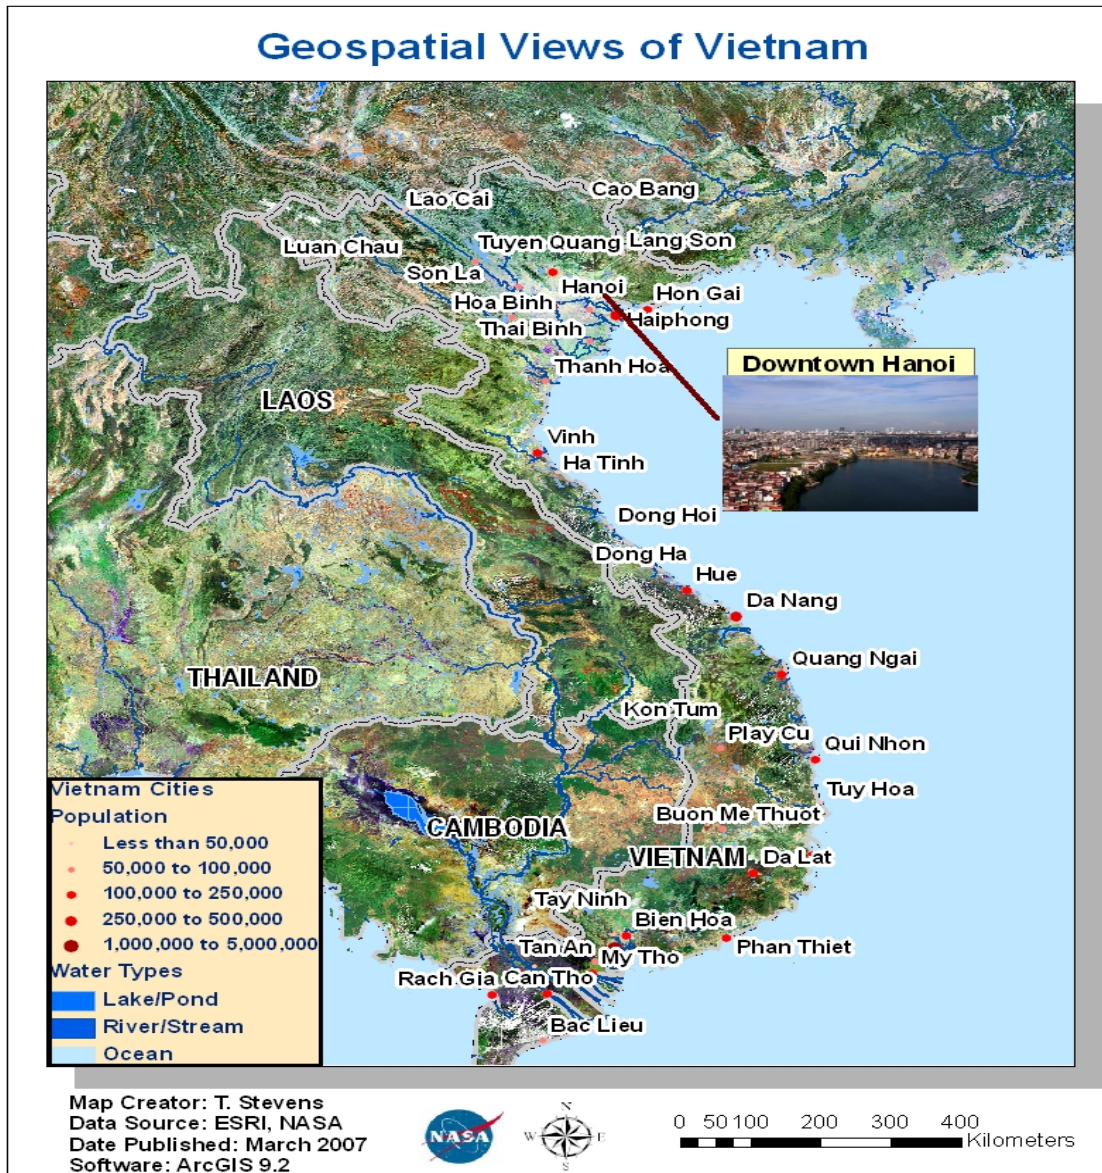 Geospatial Views of Vietnam
Cao Bang
Lao Cai
Luan Chau
Tuyen Quang
Lang Son
Son La
Hanoi
Hoa Binh
Hon Gai
Haiphong
Thai Binh
Thanh Hoa
Downtown Hanoi
LAOS
Vinh
Ha Tinh
Dong Hoi
Dong Ha
Hue
Da Nang
Quang Ngai
THAILAND
Kon Tum
Play Cu
Qui Nhon
Tuy Hoa
Buon Me Thuot
CAMBODIA
VIETNAM
Da Lat
Tay Ninh
Bien Hoa
Tan An
My Tho
Phan Thiet
Rach Gia
Can Tho
Bac Lieu
Vietnam Cities
Population
Less than 50,000
50,000 to 100,000
100,000 to 250,000
250,000 to 500,000
1,000,000 to 5,000,000
Water Types
Lake/Pond
River/Stream
Ocean
Map Creator: T. Stevens
Data Source: ESRI, NASA
Date Published: March 2007
Software: ArcGIS 9.2
NASA
N
W E
S
0 50 100 200 300 400
Kilometers